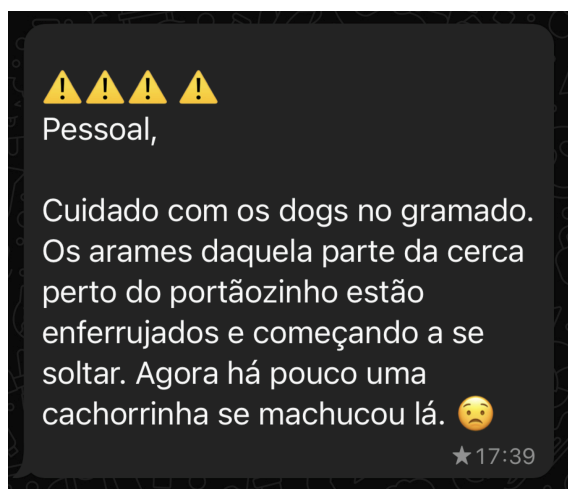 ⚠️⚠️⚠️ ⚠️
Pessoal,
Cuidado com os dogs no gramado.
Os arames daquela parte da cerca
perto do portãozinho estão
enferrujados e começando a se
soltar. Agora há pouco uma
cachorrinha se machucou lá. 😟
★17:39